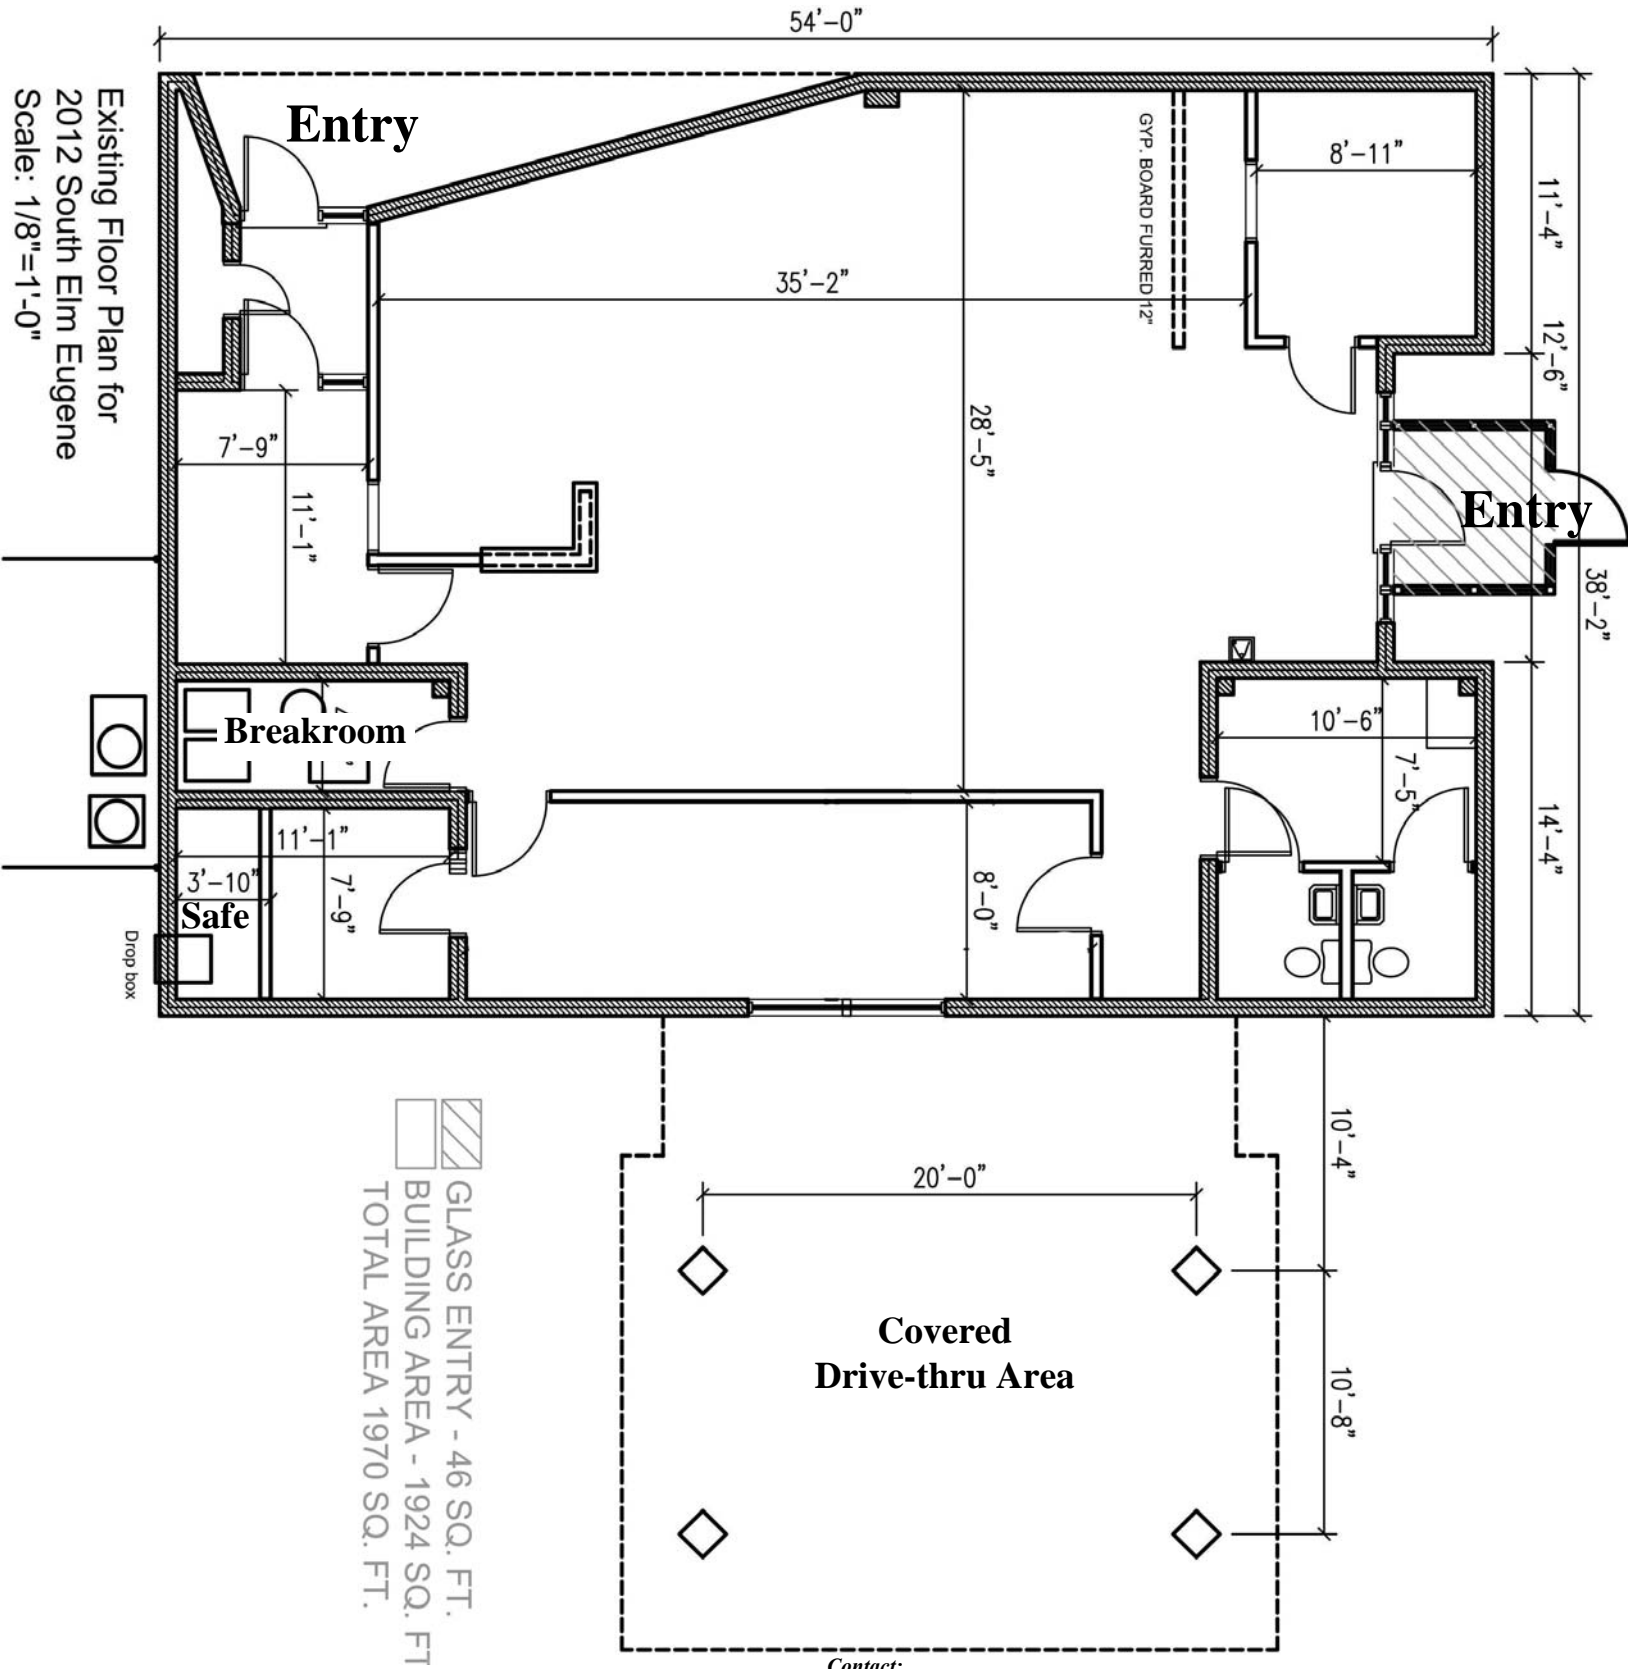 54'-0"
Entry
8'-11"
11'-4"
GYP. BOARD FURRED 12"
35'-2"
12'-6"
28'-5"
7'-9"
11'-1"
Entry
38'-2"
Existing Floor Plan for
2012 South Elm Eugene
Scale: 1/8"=1'-0"
Breakroom
10'-6"
7'-5"
14'-4"
11'-1"
3'-10"
7'-9"
8'-0"
Safe
Drop box
10'-4"
20'-0"
GLASS ENTRY - 46 SQ. FT.
BUILDING AREA - 1924 SQ. FT
TOTAL AREA 1970 SQ. FT.
Covered
Drive-thru Area
10'-8"
Contact: